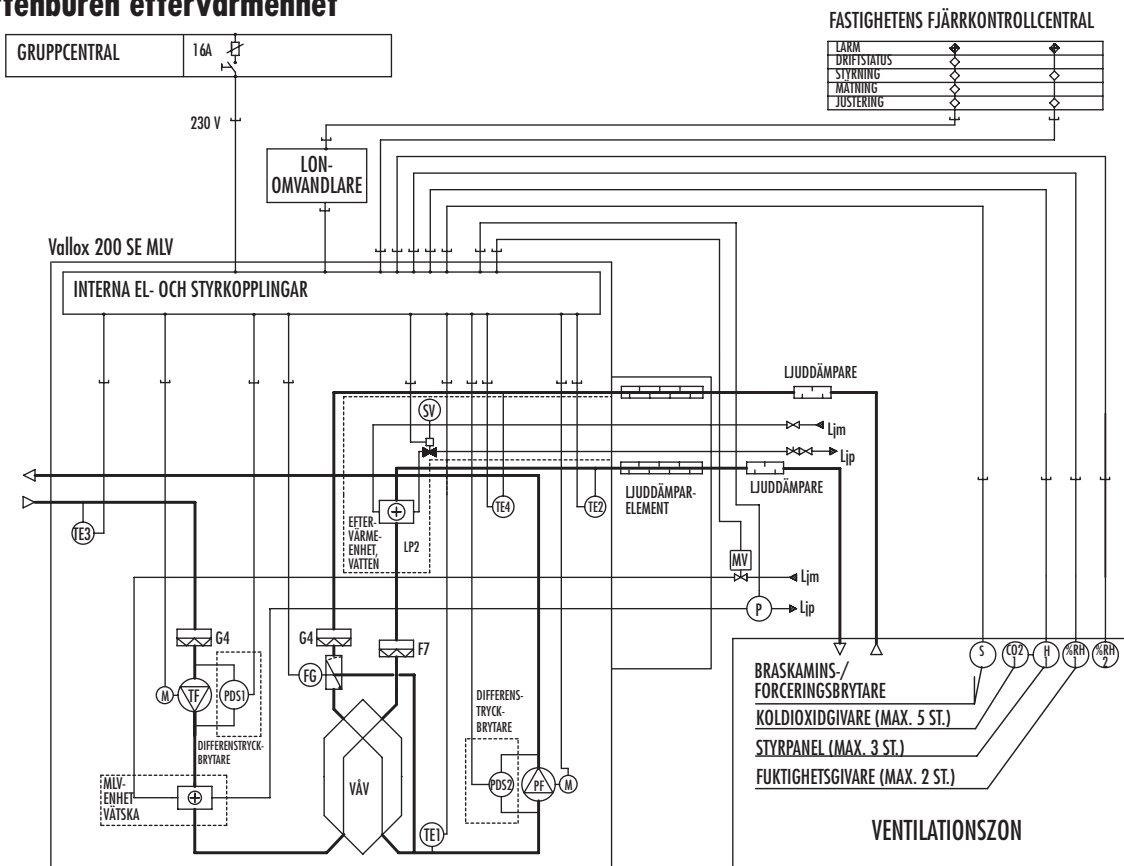 vattenburen eftervärmenhet
FASTIGHETENS FJÄRRKONTROLLCENTRAL
GRUPPCENTRAL
16A
LARM
DRIFTSTATUS
STYRNING
MÄTNING
JUSTERING
230 V
LON-
OMVANDLARE
Vallox 200 SE MLV
INTERNA EL- OCH STYRKOPPLINGAR
LJUDDÄMPARE
SV
Ljm
Ljp
LJUDDÄMPAR-
ELEMENT
LJUDDÄMPARE
TE3
TE4
TE2
EFTER-
VÄRME-
ENHET,
VATTEN
LP2
MV
Ljm
P
Ljp
G4
G4
F7
FG
M
TF
PDS1
DIFFERENSTRYCK-
BRYTARE
DIFFERENS-
TRYCK-
BRYTARE
PDS2
PF
M
MLV-
ENHET
VÄTSKA
VÅV
TE1
S
CO2
1
H
1
%RH
1
%RH
2
BRASKAMINS-/
FORCERINGSBRYTARE
KOLDIOXIDGIVARE (MAX. 5 ST.)
STYRPANEL (MAX. 3 ST.)
FUKTIGHETSGIVARE (MAX. 2 ST.)
VENTILATIONSZON